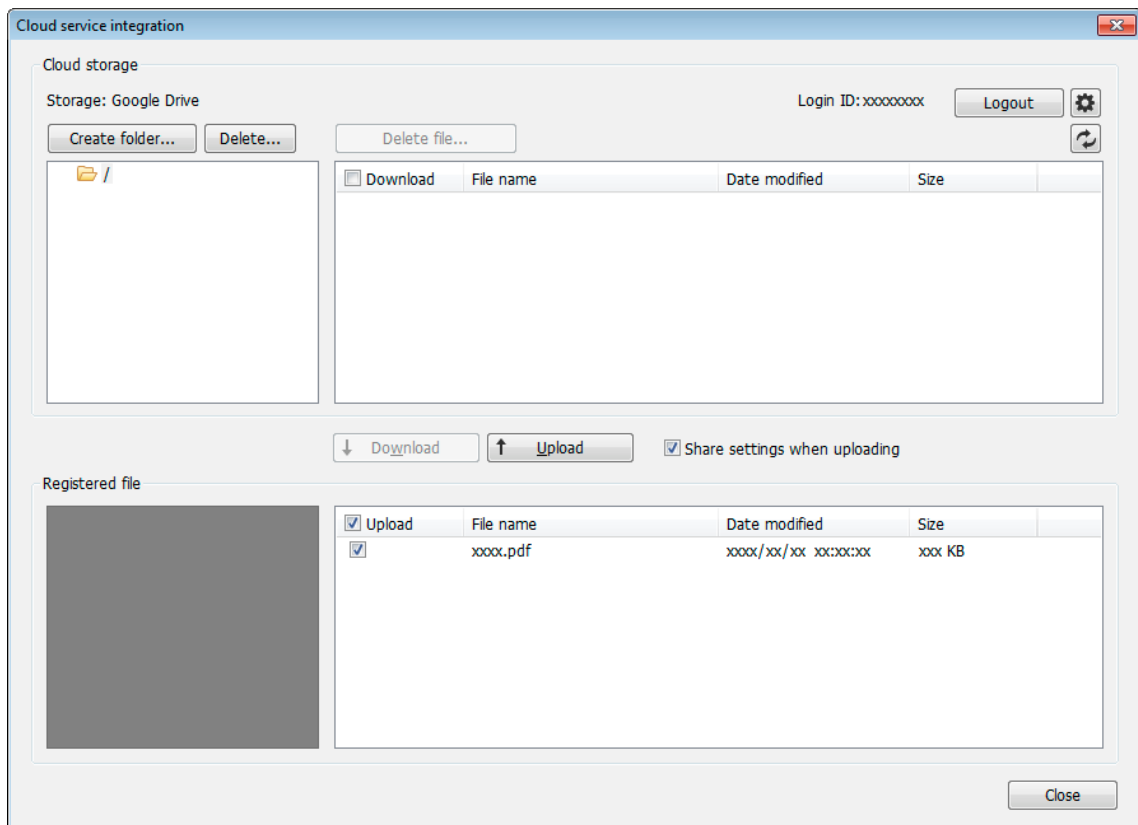 Cloud service integration
Cloud storage
Storage: Google Drive
Login ID: xxxxxxxx
Logout
Create folder...
Delete...
Delete file...
/
Download File name Date modified Size
Download
Upload
Share settings when uploading
Registered file
Upload File name Date modified Size
xxxx.pdf xxxx/xx/xx xx:xx:xx xxx KB
Close